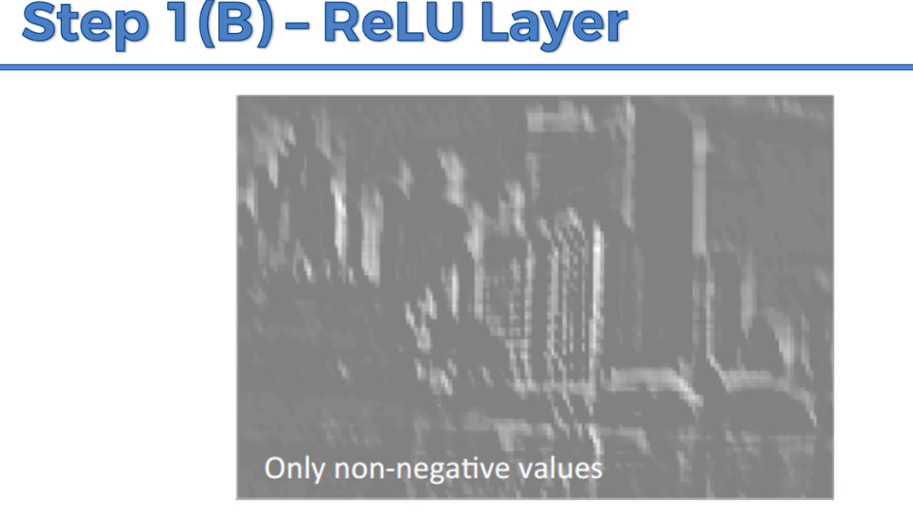 Step 1(B) – ReLU Layer
Only non-negative values